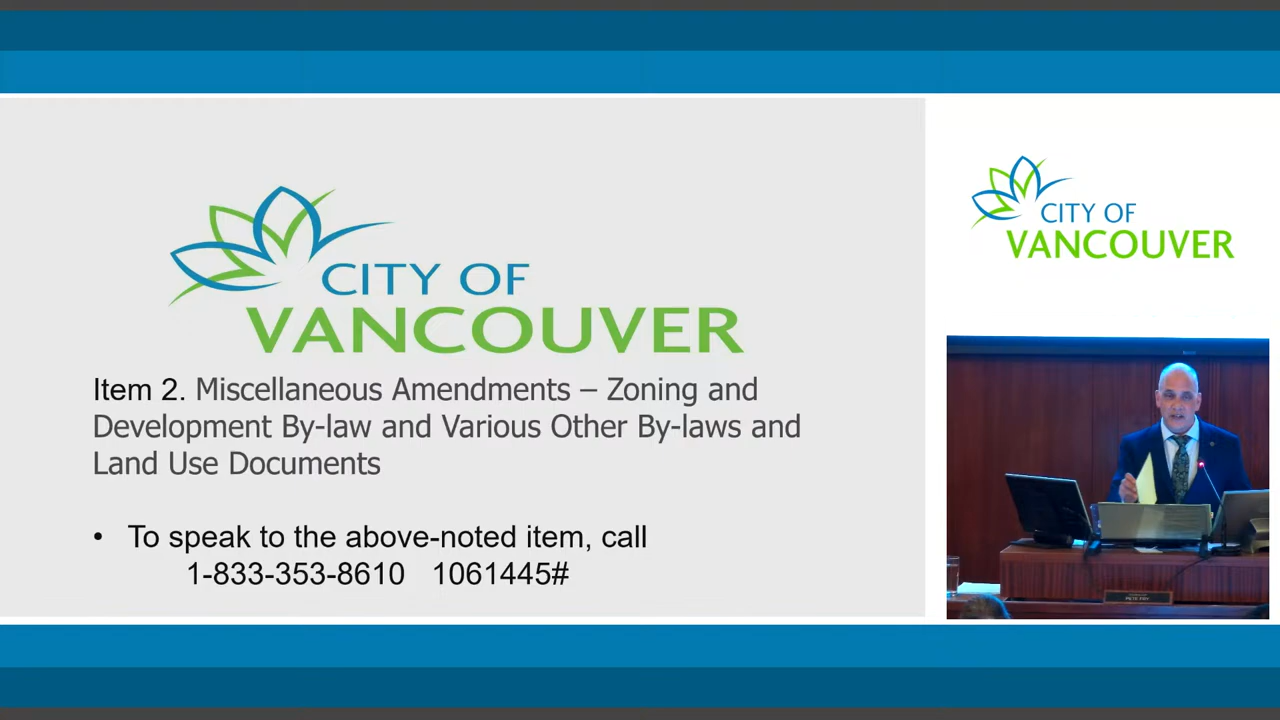 CITY OF
VANCOUVER
Item 2. Miscellaneous Amendments – Zoning and
Development By-law and Various Other By-laws and
Land Use Documents
• To speak to the above-noted item, call
1-833-353-8610 1061445#
CITY OF
VANCOUVER